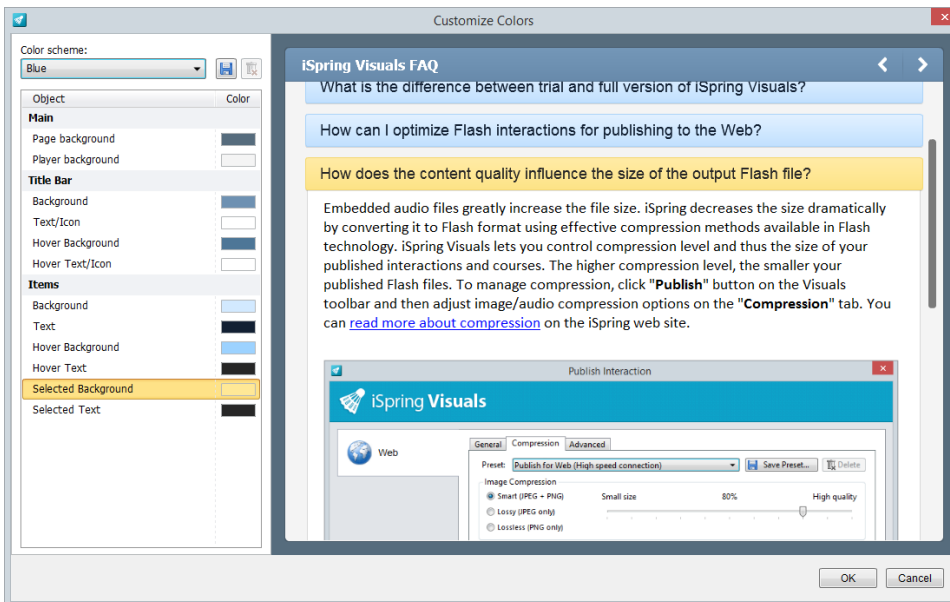 Customize Colors
Color scheme:
Blue
Object Color
Main
Page background
Player background
Title Bar
Background
Text/Icon
Hover Background
Hover Text/Icon
Items
Background
Text
Hover Background
Hover Text
Selected Background
Selected Text
iSpring Visuals FAQ
What is the difference between trial and full version of iSpring Visuals?
How can I optimize Flash interactions for publishing to the Web?
How does the content quality influence the size of the output Flash file?
Embedded audio files greatly increase the file size. iSpring decreases the size dramatically
by converting it to Flash format using effective compression methods available in Flash
technology. iSpring Visuals lets you control compression level and thus the size of your
published interactions and courses. The higher compression level, the smaller your
published Flash files. To manage compression, click "Publish" button on the Visuals
toolbar and then adjust image/audio compression options on the "Compression" tab. You
can read more about compression on the iSpring web site.
Publish Interaction
iSpring Visuals
Web
General Compression Advanced
Preset: Publish for Web (High speed connection) Save Preset... Delete
Image Compression
Smart (JPEG + PNG) Small size 80% High quality
Lossy (JPEG only)
Lossless (PNG only)
OK Cancel